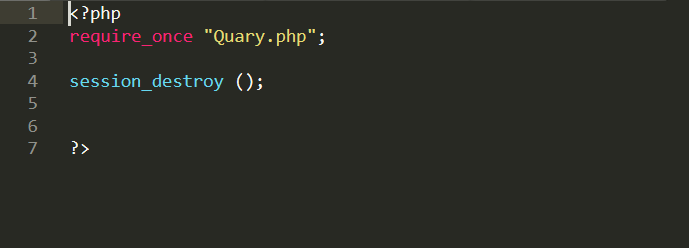 1 <?php
2 require_once "Quary.php";
3
4 session_destroy ();
5
6
7 ?>